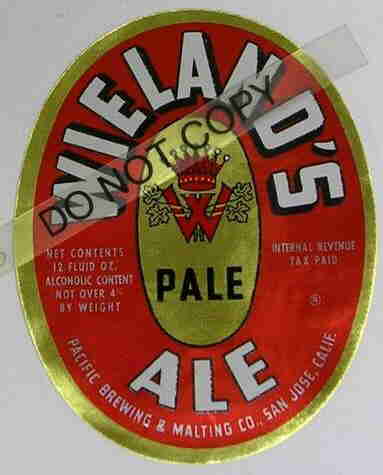 WIELAND'S
DO NOT COPY
W
NET CONTENTS
12 FLUID OZ.
ALCOHOLIC CONTENT
NOT OVER 4%
BY WEIGHT
PALE
INTERNAL REVENUE
TAX PAID
ALE
PACIFIC BREWING & MALTING CO., SAN JOSE, CALIF.